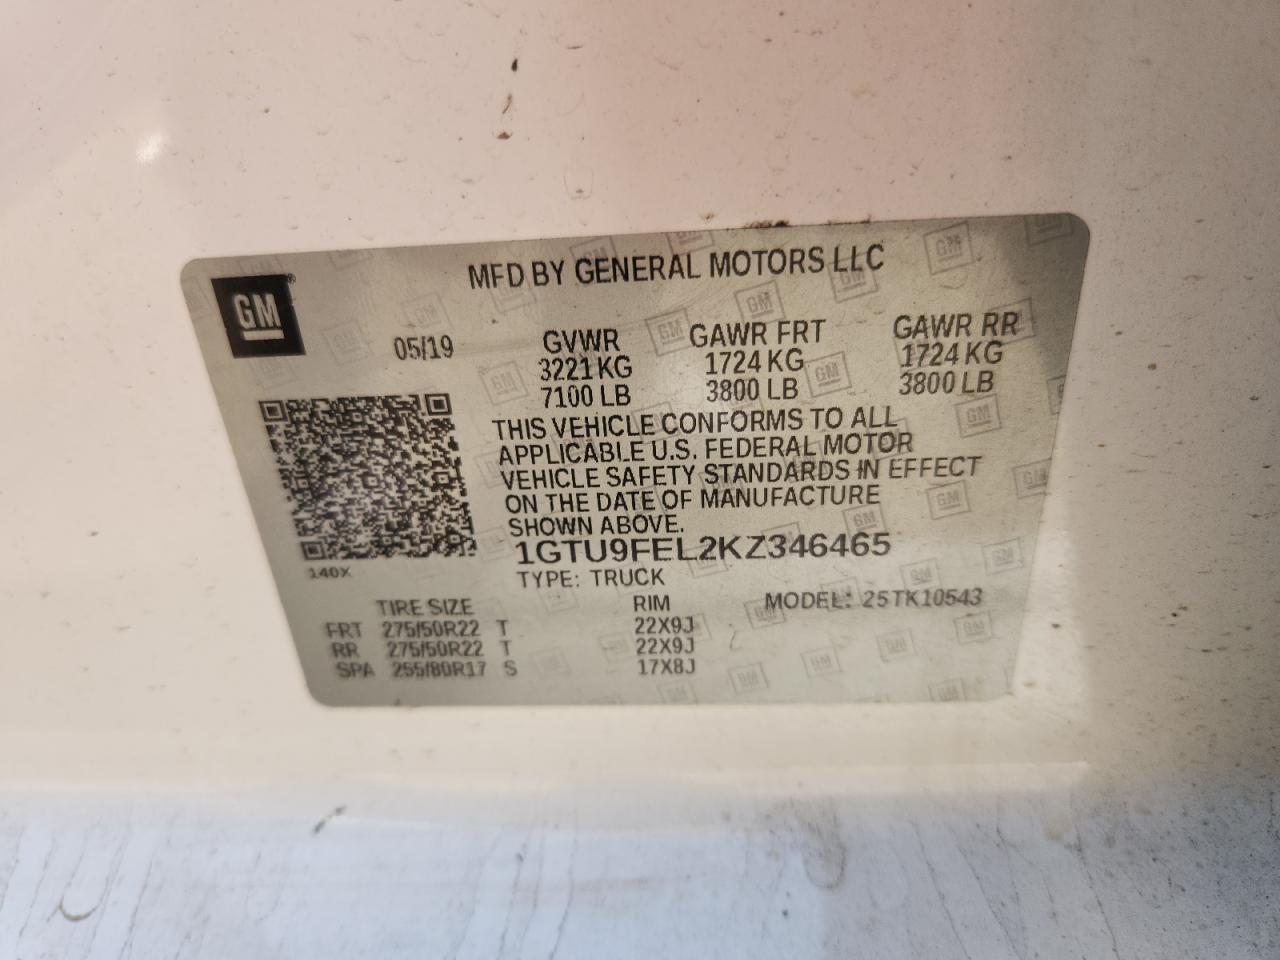 MFD BY GENERAL MOTORS LLC
GM
05/19
GVWR GAWR FRT GAWR RR
3221 KG 1724 KG 1724 KG
7100 LB 3800 LB 3800 LB
THIS VEHICLE CONFORMS TO ALL
APPLICABLE U.S. FEDERAL MOTOR
VEHICLE SAFETY STANDARDS IN EFFECT
ON THE DATE OF MANUFACTURE
SHOWN ABOVE.
1GTU9FEL2KZ346465
140X
TYPE: TRUCK
TIRE SIZE RIM MODEL: 25TK10543
FRT 275/50R22 T 22X9J
RR 275/50R22 T 22X9J
SPA 255/80R17 S 17X8J